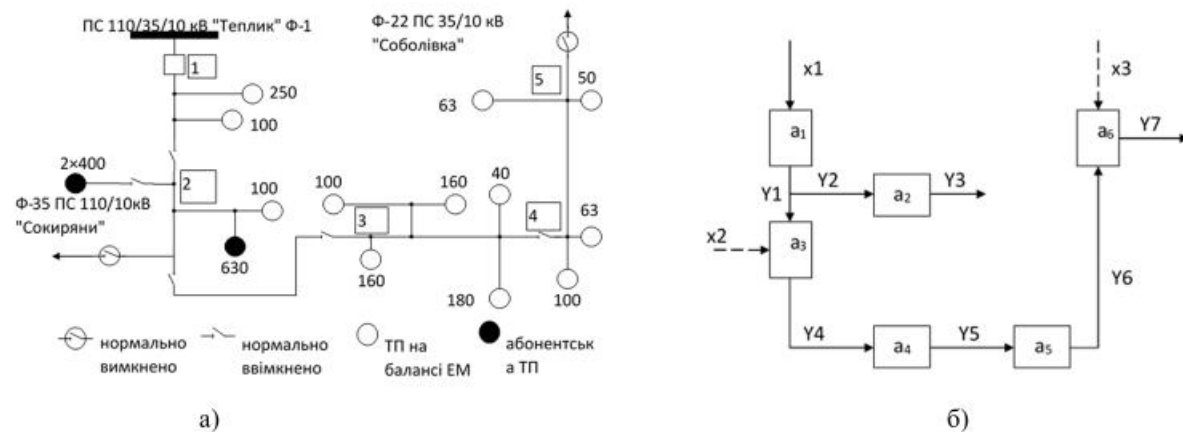 ПС 110/35/10 кВ "Теплик" Ф-1
1
250
100
2×400
2
100
Ф-35 ПС 110/10кВ
"Сокиряни"
630
Ф-22 ПС 35/10 кВ
"Соболівка"
5
50
63
40
100
160
3
4
63
160
180
100
нормально
вимкнено
нормально
ввімкнено
ТП на
балансі ЕМ
абонентськ
а ТП
а)
x1
x3
a₁
a₆
Y7
Y1
Y2
a₂
Y3
x2
a₃
Y6
Y4
a₄
Y5
a₅
б)